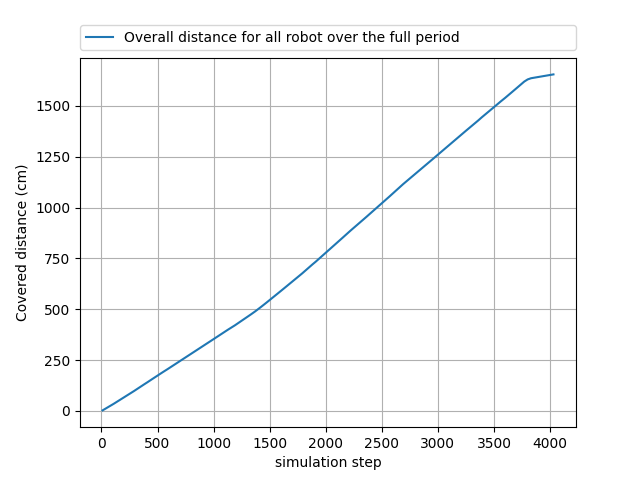 Overall distance for all robot over the full period
1500
1250
1000
750
500
250
0
Covered distance (cm)
0 500 1000 1500 2000 2500 3000 3500 4000
simulation step